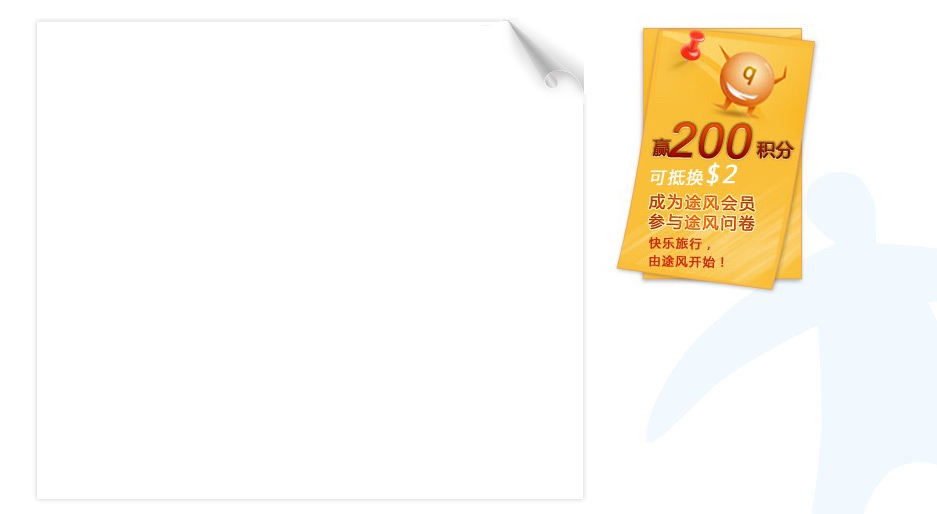 q
赢200积分
可抵换$2
成为途风会员
参与途风问卷
快乐旅行，
由途风开始！